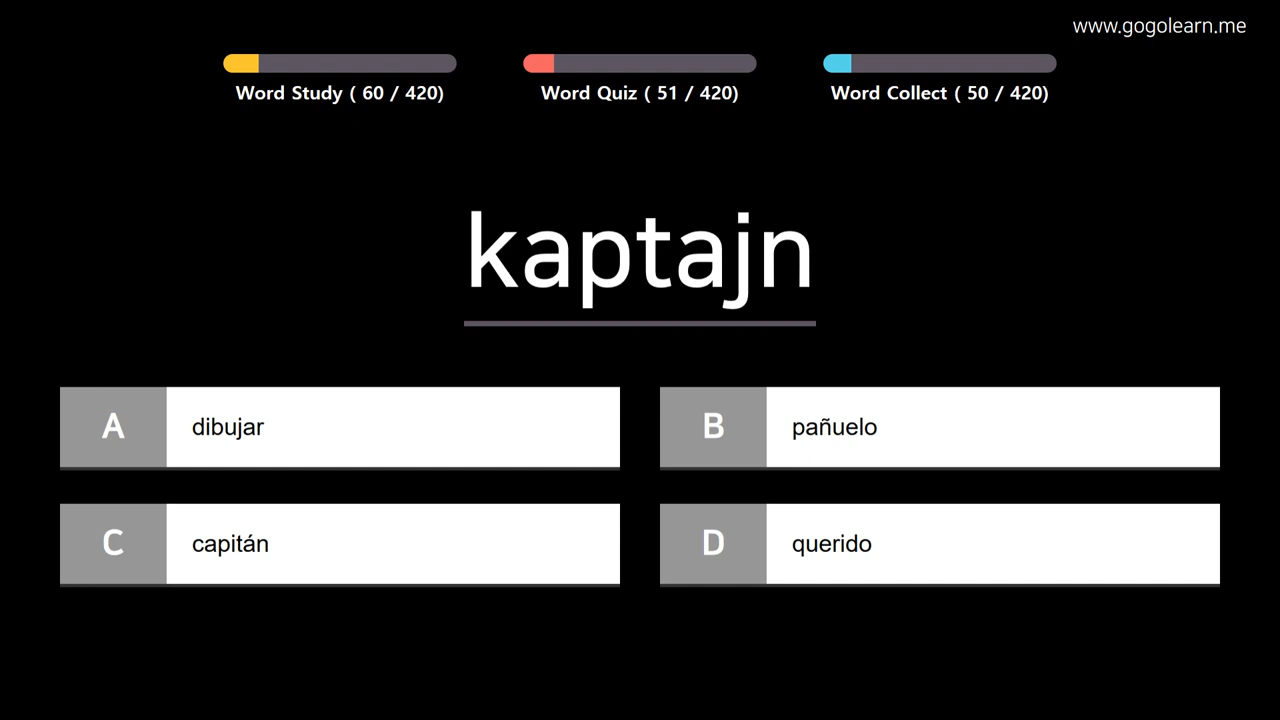 www.gogolearn.me
Word Study ( 60 / 420)
Word Quiz ( 51 / 420)
Word Collect ( 50 / 420)
kaptajn
A dibujar
B pañuelo
C capitán
D querido